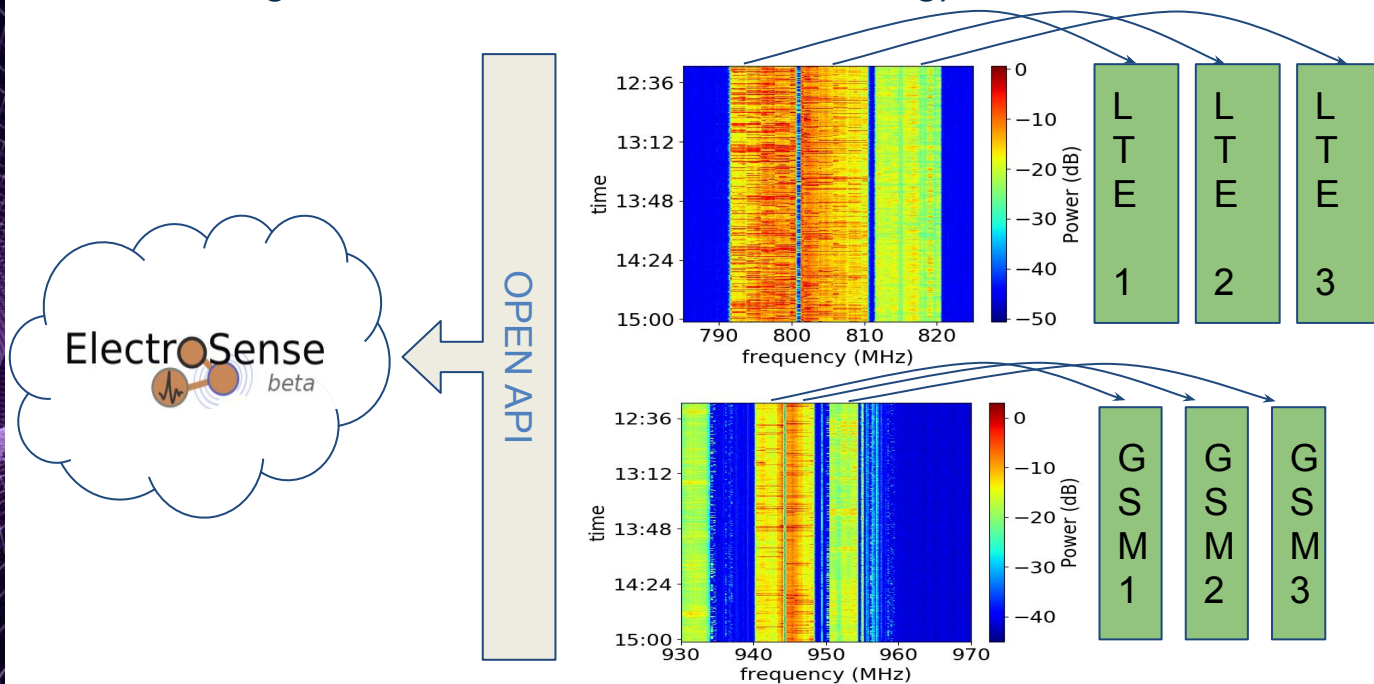 ElectroSense
beta
OPEN API
12:36
13:12
13:48
14:24
15:00
time
790
800
810
820
frequency (MHz)
0
−10
−20
−30
−40
−50
Power (dB)
L
T
E
1
L
T
E
2
L
T
E
3
12:36
13:12
13:48
14:24
15:00
time
930
940
950
960
970
frequency (MHz)
0
−10
−20
−30
−40
Power (dB)
G
S
M
1
G
S
M
2
G
S
M
3